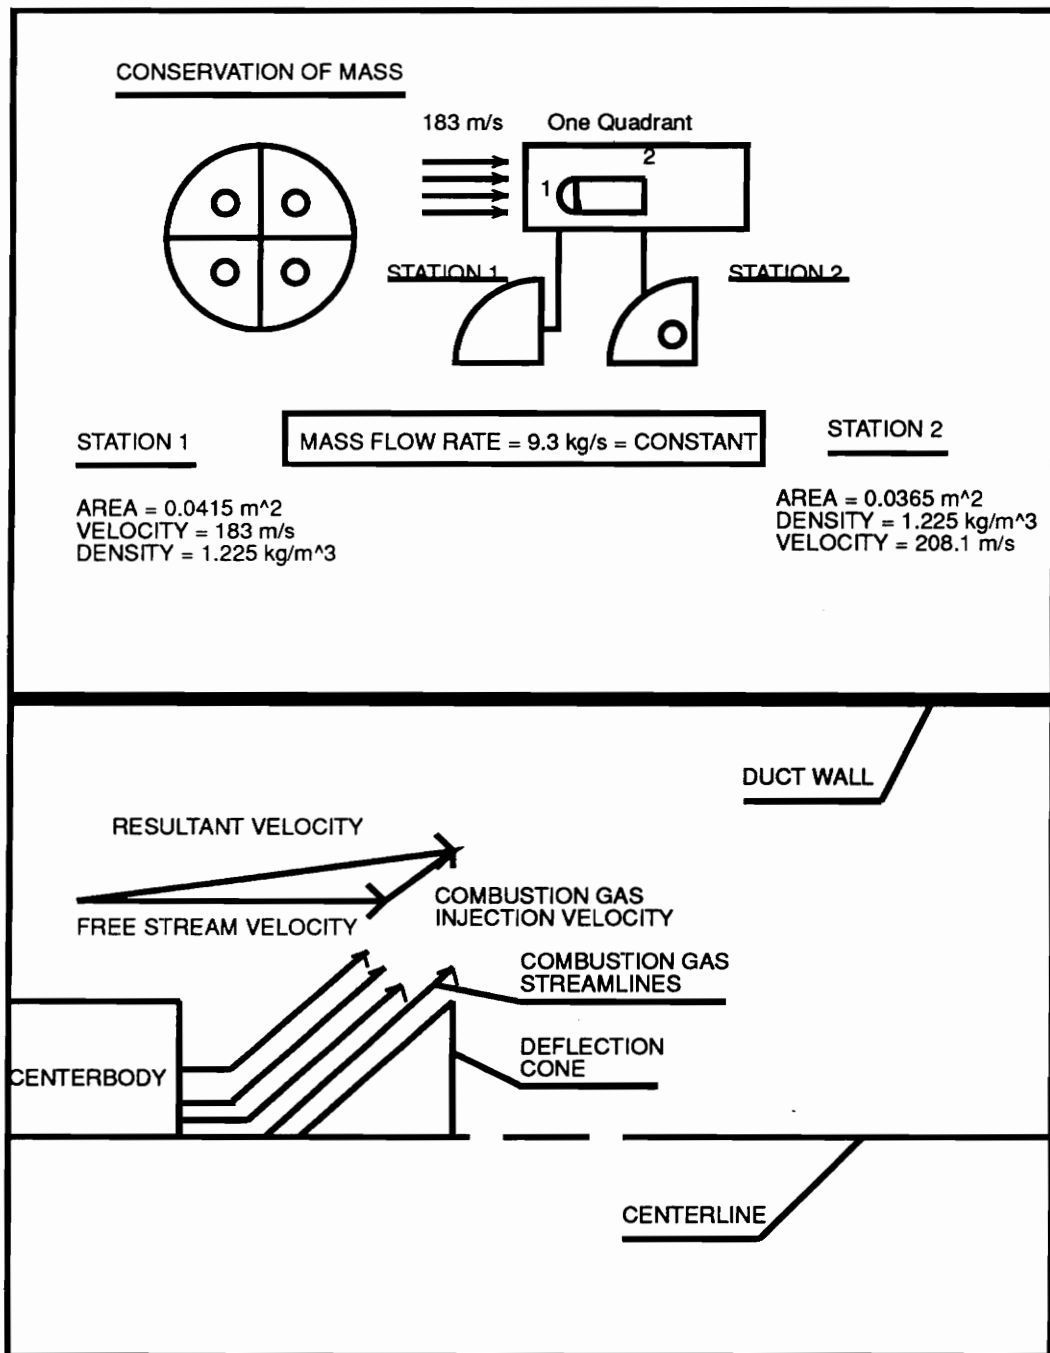 CONSERVATION OF MASS
183 m/s
One Quadrant
2
1
STATION 1
STATION 2
STATION 1
MASS FLOW RATE = 9.3 kg/s = CONSTANT
STATION 2
AREA = 0.0415 m^2
VELOCITY = 183 m/s
DENSITY = 1.225 kg/m^3
AREA = 0.0365 m^2
DENSITY = 1.225 kg/m^3
VELOCITY = 208.1 m/s
DUCT WALL
RESULTANT VELOCITY
FREE STREAM VELOCITY
COMBUSTION GAS
INJECTION VELOCITY
COMBUSTION GAS
STREAMLINES
DEFLECTION
CONE
CENTERBODY
CENTERLINE